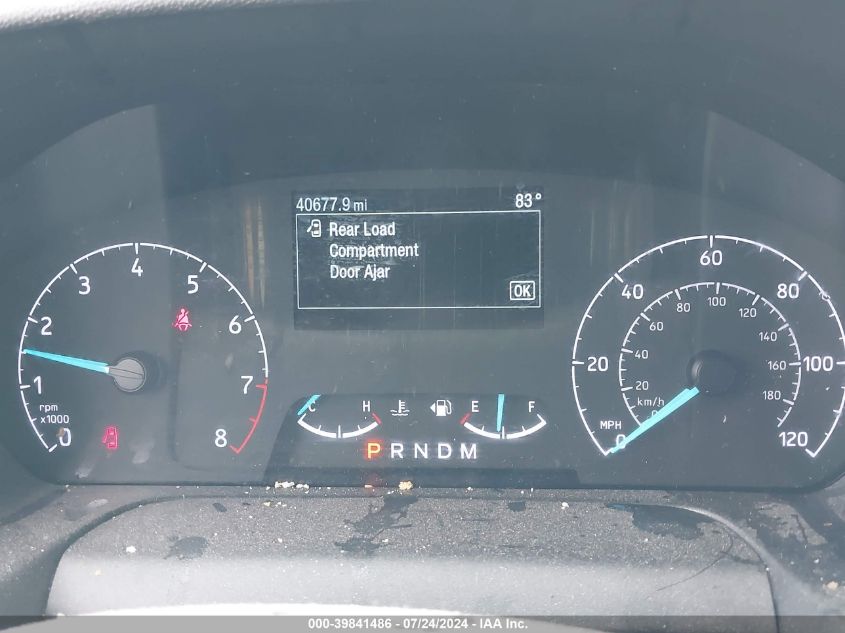 40677.9 mi 83°
Rear Load
Compartment
Door Ajar
OK
0 1 2 3 4 5 6 7 8
rpm
x1000
C H E F
P R N D M
0 20 40 60 80 100 120
MPH
0 20 40 60 80 100 120 140 160 180
km/h
000-39841486 - 07/24/2024 - IAA Inc.